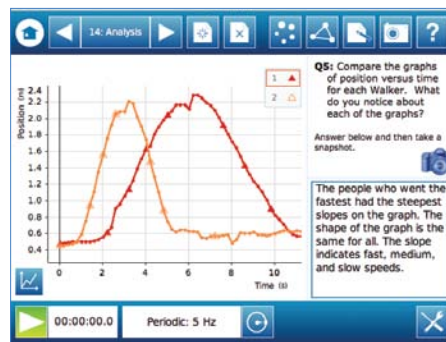 14: Analysis
?
Q5: Compare the graphs
of position versus time
for each Walker. What
do you notice about
each of the graphs?
Answer below and then take a
snapshot.
The people who went the
fastest had the steepest
slopes on the graph. The
shape of the graph is the
same for all. The slope
indicates fast, medium,
and slow speeds.
1
2
Position (m)
2.4
2.2
2.0
1.8
1.6
1.4
1.2
1.0
0.8
0.6
0.4
0
2
4
6
8
10
Time (s)
00:00:00.0
Periodic: 5 Hz